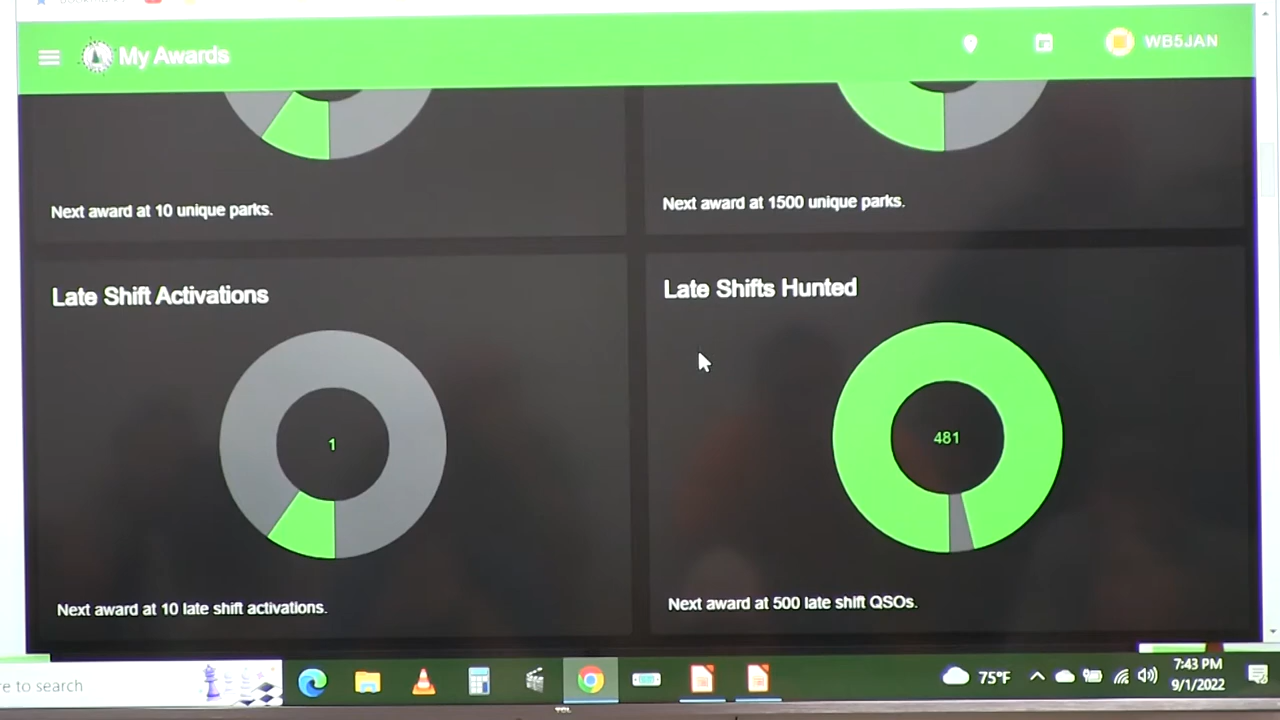 My Awards
WB5JAN
Next award at 10 unique parks.
Next award at 1500 unique parks.
Late Shift Activations
Late Shifts Hunted
1
481
Next award at 10 late shift activations.
Next award at 500 late shift QSOs.
re to search
75°F
7:43 PM
9/1/2022
TCL